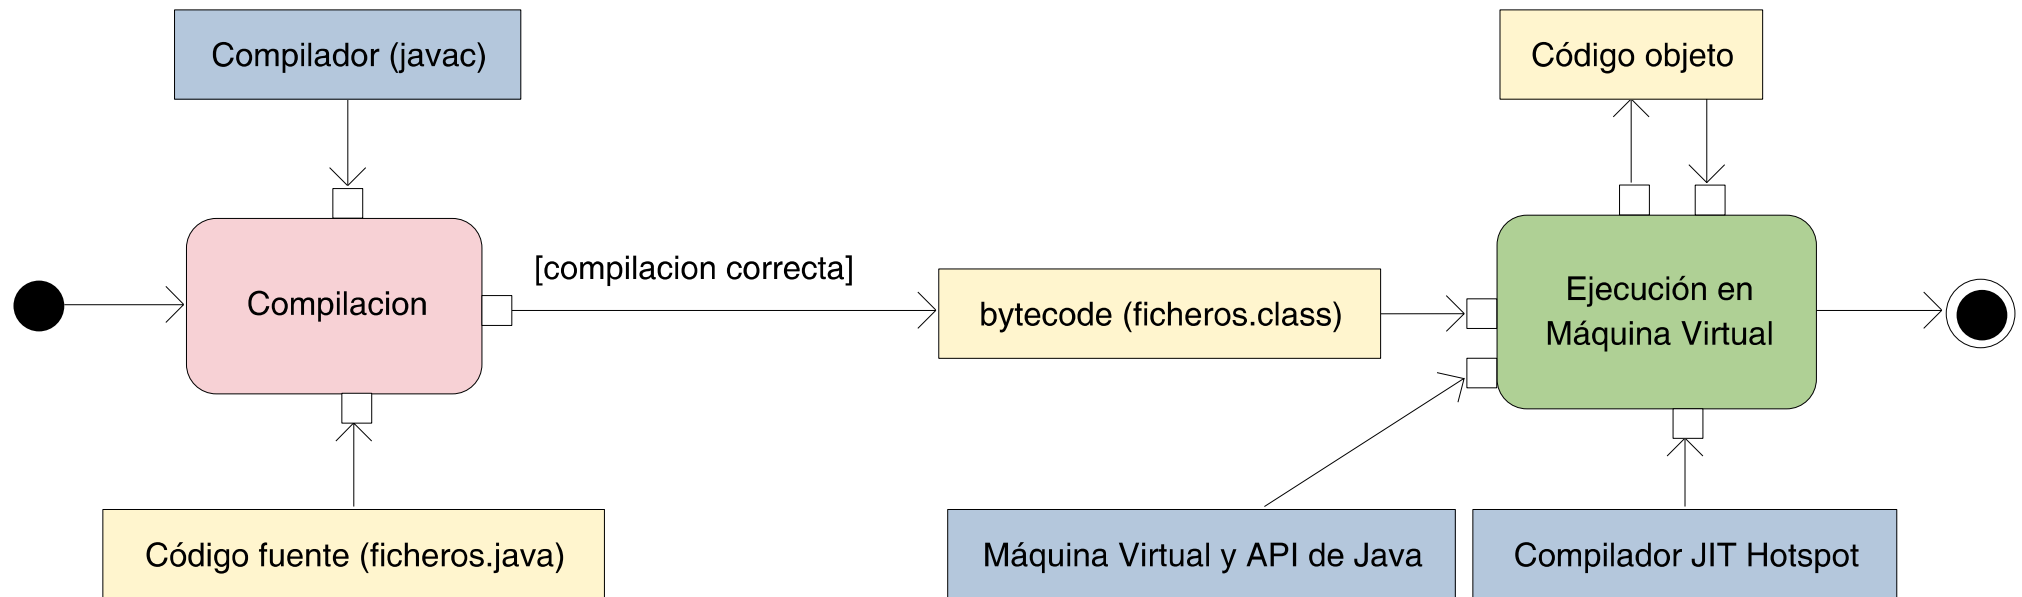 Compilador (javac)
Código objeto
Compilacion
[compilacion correcta]
bytecode (ficheros.class)
Ejecución en
Máquina Virtual
Código fuente (ficheros.java)
Máquina Virtual y API de Java
Compilador JIT Hotspot